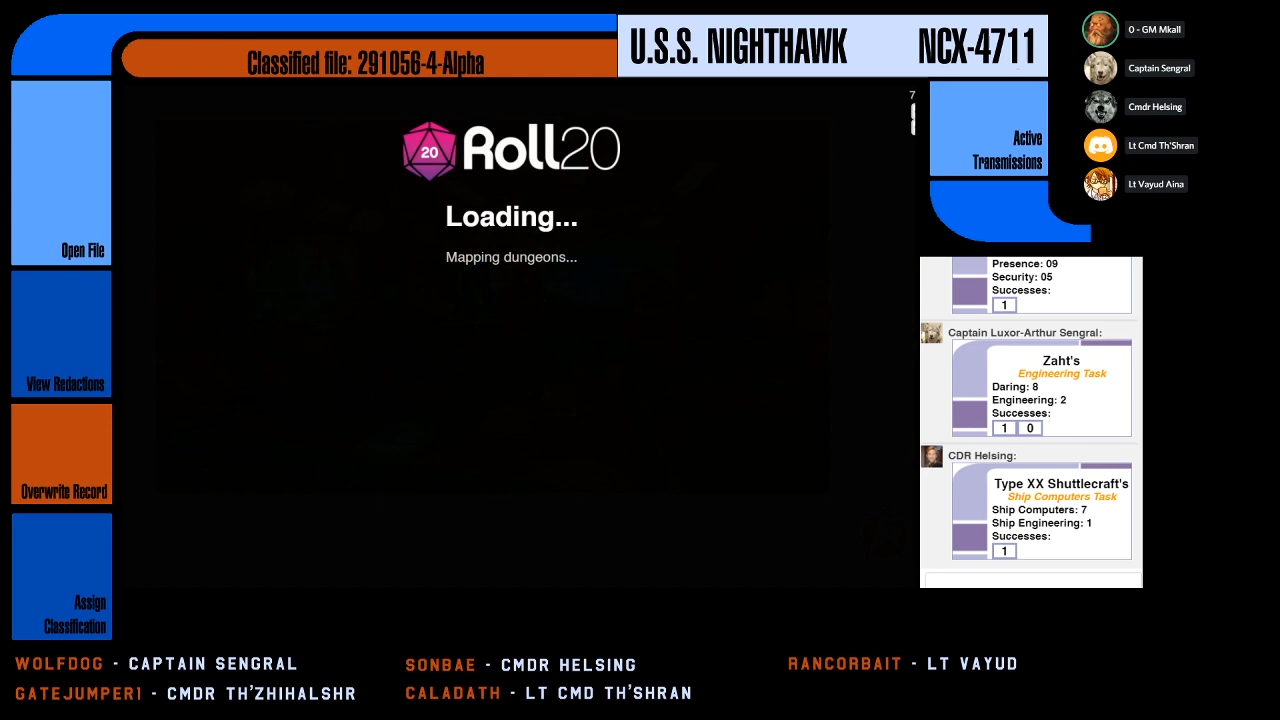 Classified file: 291056-4-Alpha
U.S.S. NIGHTHAWK NCX-4711
Open File
View Redactions
Overwrite Record
Assign
Classification
20 Roll20
Loading...
Mapping dungeons...
7
Active
Transmissions
0 - GM Mkall
Captain Sengral
Cmdr Helsing
Lt Cmd Th'Shran
Lt Vayud Aina
Presence: 09
Security: 05
Successes:
1
Captain Luxor-Arthur Sengral:
Zaht's
Engineering Task
Daring: 8
Engineering: 2
Successes:
1 0
CDR Helsing:
Type XX Shuttlecraft's
Ship Computers Task
Ship Computers: 7
Ship Engineering: 1
Successes:
1
WOLFDOG - CAPTAIN SENGRAL
GATEJUMPER1 - CMDR TH'ZHIHALSHR
SONBAE - CMDR HELSING
CALADATH - LT CMD TH'SHRAN
RANCORBAIT - LT VAYUD